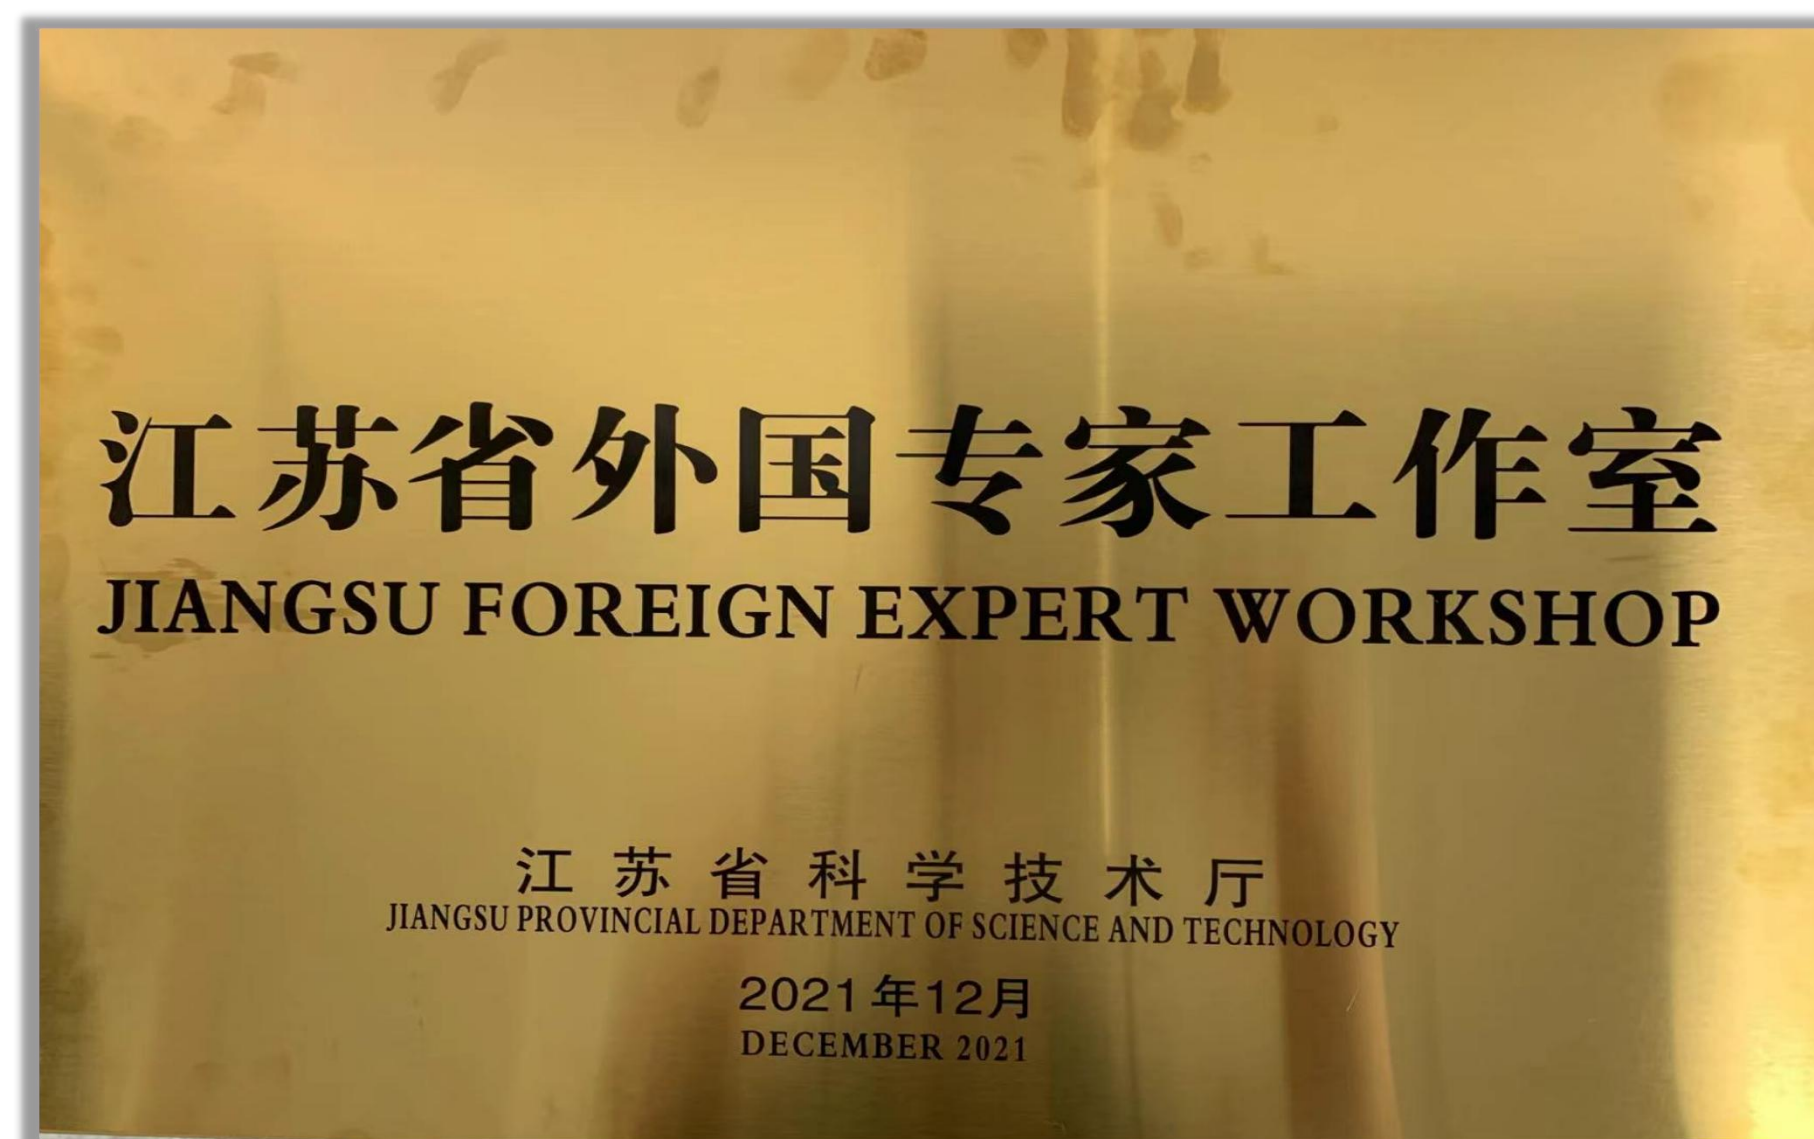 江苏省外国专家工作室
JIANGSU FOREIGN EXPERT WORKSHOP
江苏省科学技术厅
JIANGSU PROVINCIAL DEPARTMENT OF SCIENCE AND TECHNOLOGY
2021年12月
DECEMBER 2021